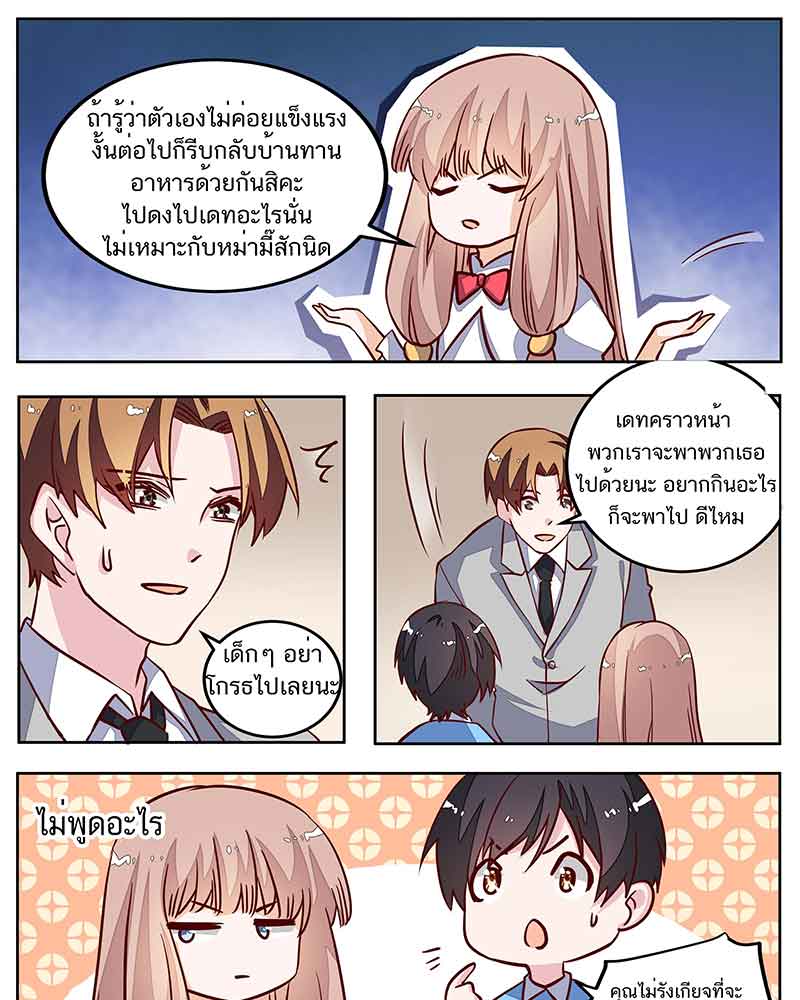 ถ้ารู้ว่าตัวเองไม่ค่อยแข็งแรง
งั้นต่อไปก็รีบกลับบ้านทาน
อาหารด้วยกันสิคะ
ไปดงไปเดทอะไรนั่น
ไม่เหมาะกับหม่ามี๊สักนิด
เด็กๆ อย่า
โกรธไปเลยนะ
เดทคราวหน้า
พวกเราจะพาพวกเธอ
ไปด้วยนะ อยากกินอะไร
ก็จะพาไป ดีไหม
ไม่พูดอะไร
คุณไม่รังเกียจที่จะ